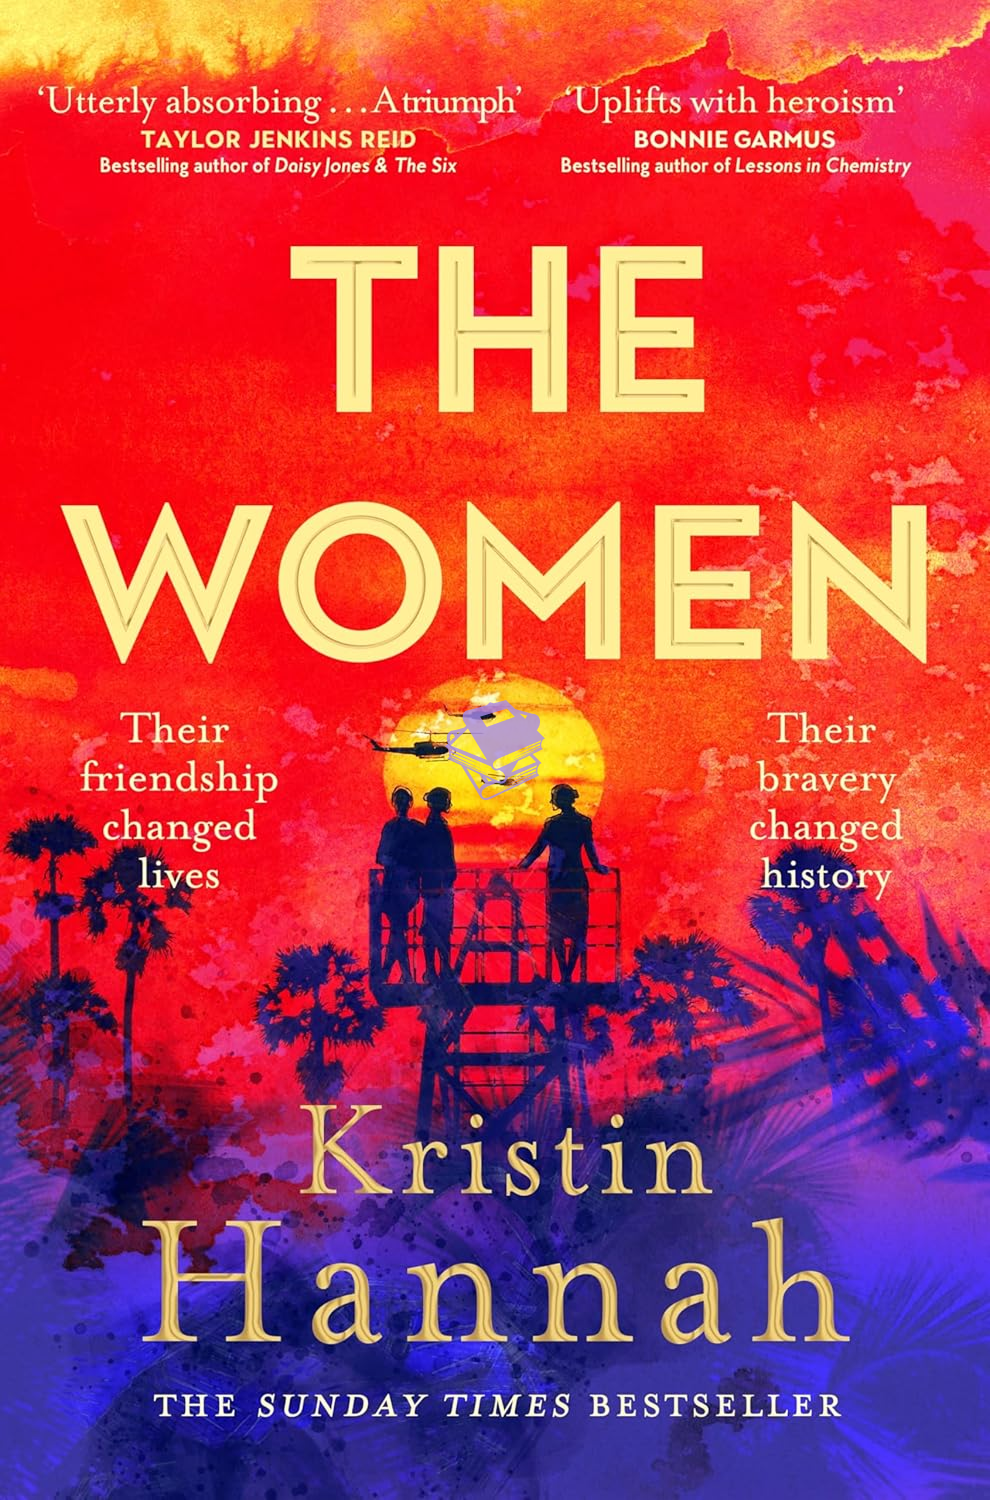 ‘Utterly absorbing . . . A triumph’
TAYLOR JENKINS REID
Bestselling author of Daisy Jones & The Six
‘Uplifts with heroism’
BONNIE GARMUS
Bestselling author of Lessons in Chemistry
THE
WOMEN
Their
friendship
changed
lives
Their
bravery
changed
history
Kristin
Hannah
THE SUNDAY TIMES BESTSELLER